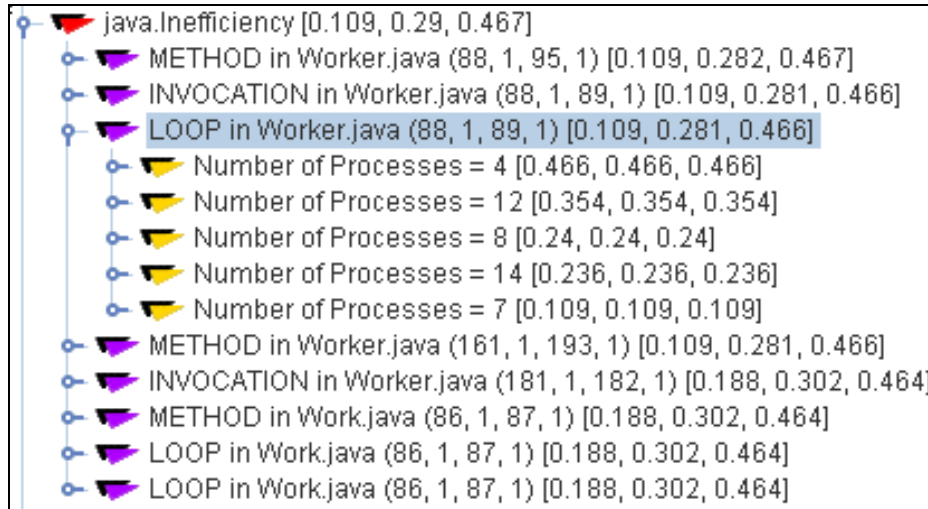 java.Inefficiency [0.109, 0.29, 0.467]
METHOD in Worker.java (88, 1, 95, 1) [0.109, 0.282, 0.467]
INVOCATION in Worker.java (88, 1, 89, 1) [0.109, 0.281, 0.466]
LOOP in Worker.java (88, 1, 89, 1) [0.109, 0.281, 0.466]
Number of Processes = 4 [0.466, 0.466, 0.466]
Number of Processes = 12 [0.354, 0.354, 0.354]
Number of Processes = 8 [0.24, 0.24, 0.24]
Number of Processes = 14 [0.236, 0.236, 0.236]
Number of Processes = 7 [0.109, 0.109, 0.109]
METHOD in Worker.java (161, 1, 193, 1) [0.109, 0.281, 0.466]
INVOCATION in Worker.java (181, 1, 182, 1) [0.188, 0.302, 0.464]
METHOD in Work.java (86, 1, 87, 1) [0.188, 0.302, 0.464]
LOOP in Work.java (86, 1, 87, 1) [0.188, 0.302, 0.464]
LOOP in Work.java (86, 1, 87, 1) [0.188, 0.302, 0.464]